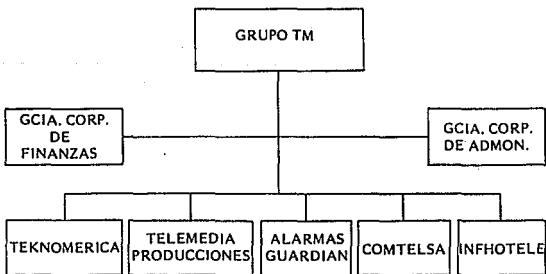 GRUPO TM
GCIA. CORP.
DE
FINANZAS
GCIA. CORP.
DE ADMON.
TEKNOMERICA
TELEMEDIA
PRODUCCIONES
ALARMAS
GUARDIAN
COMTELSA
INFHOTELE